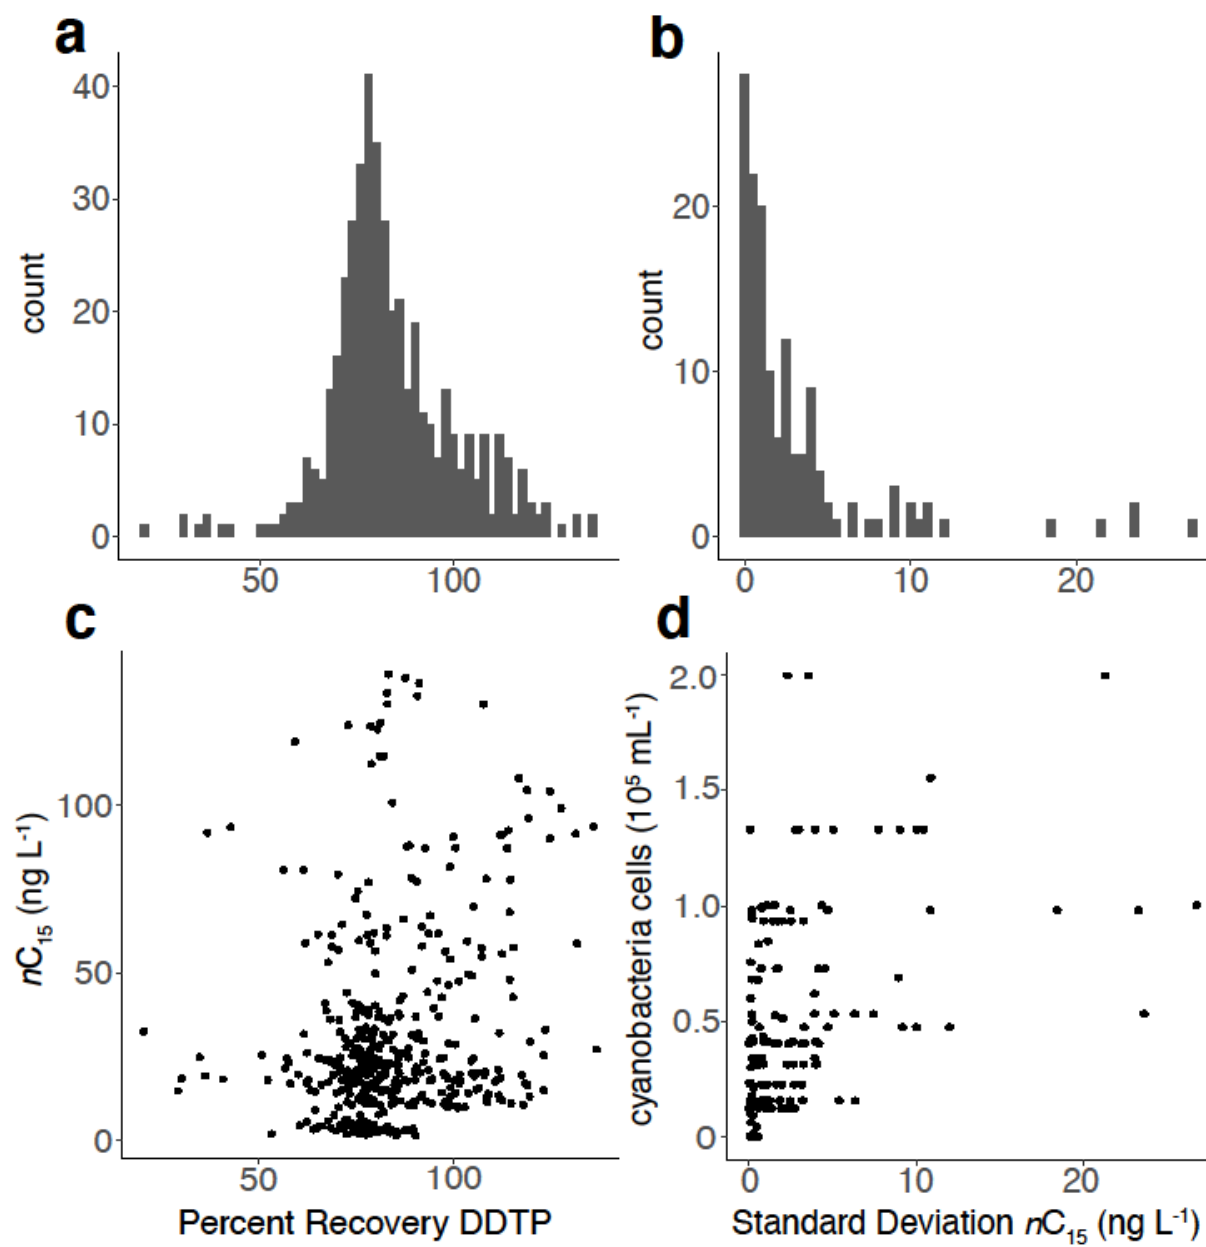 a
40
30
20
10
0
count
50
100
b
20
10
0
count
0
10
20
c
100
50
0
nC₁₅ (ng L⁻¹)
50
100
Percent Recovery DDTP
d
2.0
1.5
1.0
0.5
0
cyanobacteria cells (10⁵ mL⁻¹)
0
10
20
Standard Deviation nC₁₅ (ng L⁻¹)